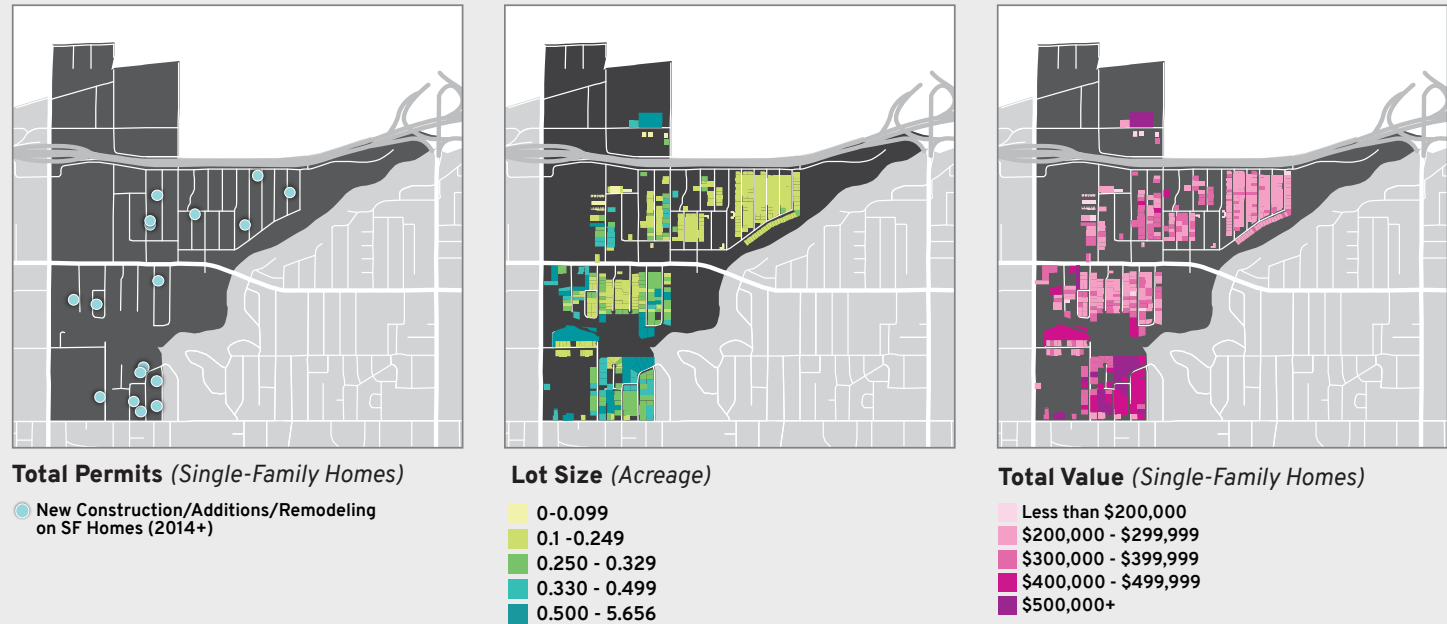 Total Permits (Single-Family Homes)
New Construction/Additions/Remodeling
on SF Homes (2014+)
Lot Size (Acreage)
0-0.099
0.1 -0.249
0.250 - 0.329
0.330 - 0.499
0.500 - 5.656
Total Value (Single-Family Homes)
Less than $200,000
$200,000 - $299,999
$300,000 - $399,999
$400,000 - $499,999
$500,000+